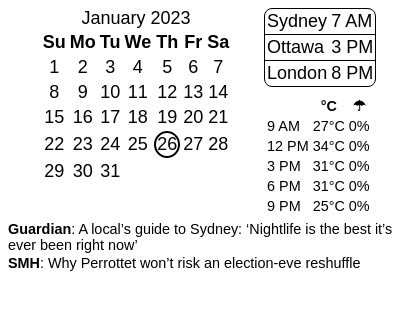 January 2023
Su Mo Tu We Th Fr Sa
1 2 3 4 5 6 7
8 9 10 11 12 13 14
15 16 17 18 19 20 21
22 23 24 25 26 27 28
29 30 31
Sydney 7 AM
Ottawa 3 PM
London 8 PM
°C ☂
9 AM 27°C 0%
12 PM 34°C 0%
3 PM 31°C 0%
6 PM 31°C 0%
9 PM 25°C 0%
Guardian: A local’s guide to Sydney: ‘Nightlife is the best it’s
ever been right now’
SMH: Why Perrottet won’t risk an election-eve reshuffle